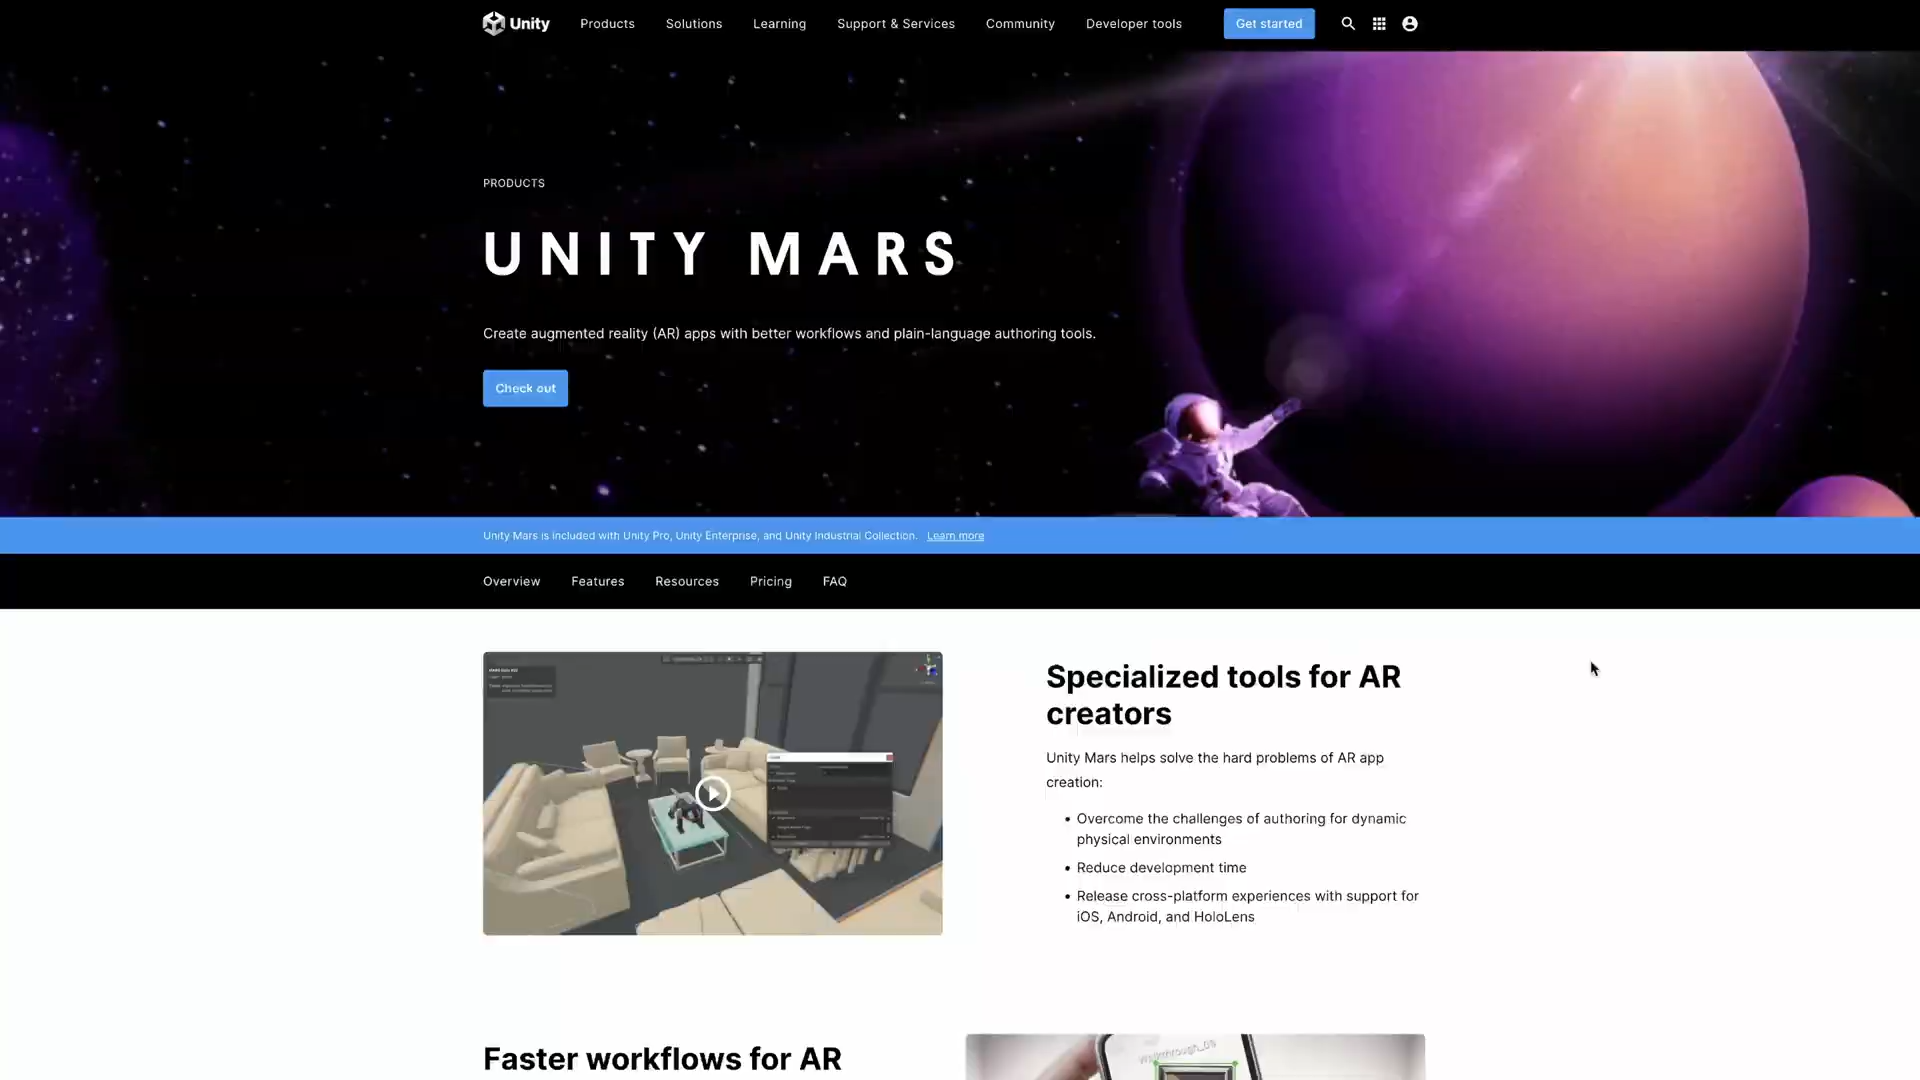 Unity
Products
Solutions
Learning
Support & Services
Community
Developer tools
Get started
PRODUCTS
UNITY MARS
Create augmented reality (AR) apps with better workflows and plain-language authoring tools.
Check out
Unity Mars is included with Unity Pro, Unity Enterprise, and Unity Industrial Collection. Learn more
Overview
Features
Resources
Pricing
FAQ
Specialized tools for AR
creators
Unity Mars helps solve the hard problems of AR app
creation:
• Overcome the challenges of authoring for dynamic
physical environments
• Reduce development time
• Release cross-platform experiences with support for
iOS, Android, and HoloLens
Faster workflows for AR